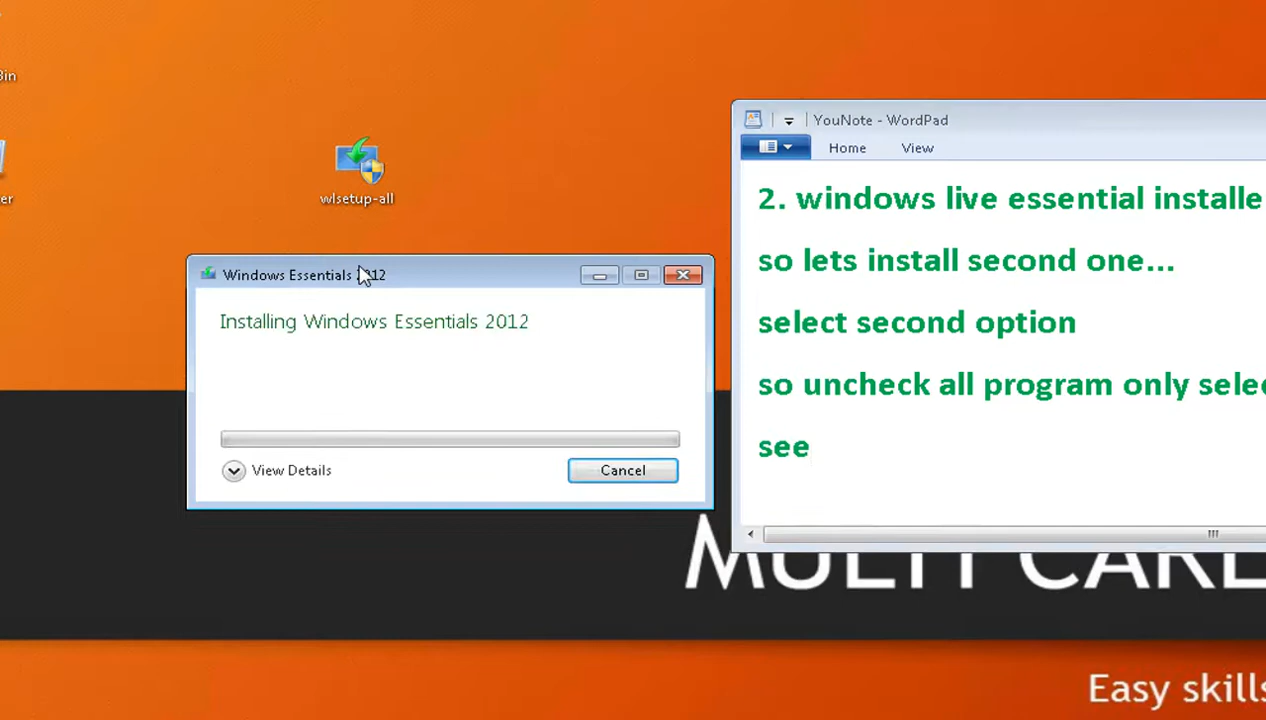 Bin
wlsetup-all
Windows Essentials 2012
Installing Windows Essentials 2012
View Details
Cancel
YouNote - WordPad
Home View
2. windows live essential installe
so lets install second one...
select second option
so uncheck all program only selec
see
MULTI CARE
Easy skills